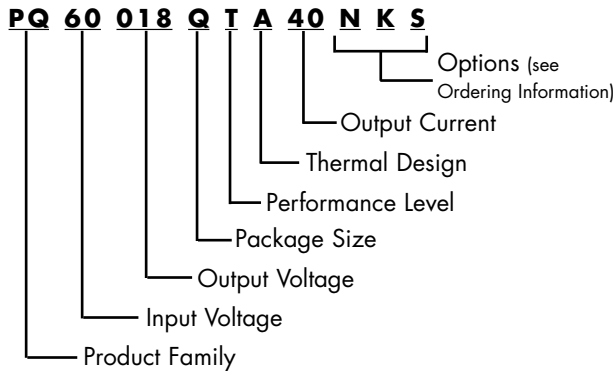 PQ 60 018 Q T A 40 N K S
Options (see
Ordering Information)
Output Current
Thermal Design
Performance Level
Package Size
Output Voltage
Input Voltage
Product Family